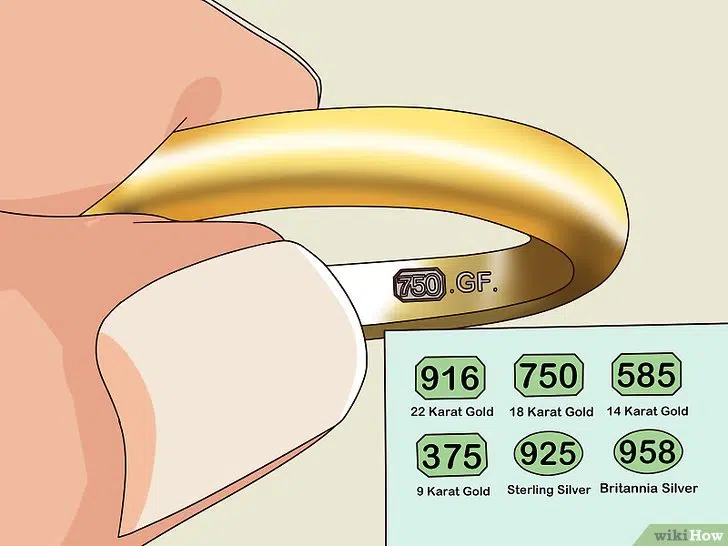 750 .GF.
916 750 585
22 Karat Gold 18 Karat Gold 14 Karat Gold
375 925 958
9 Karat Gold Sterling Silver Britannia Silver
wikiHow